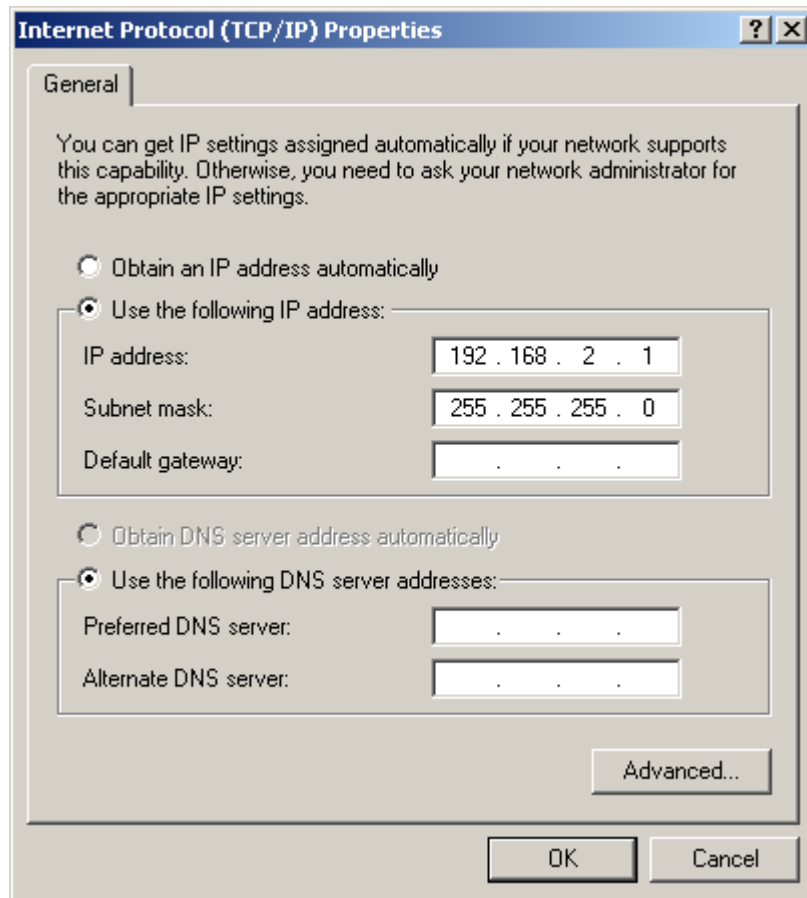 Internet Protocol (TCP/IP) Properties
General
You can get IP settings assigned automatically if your network supports
this capability. Otherwise, you need to ask your network administrator for
the appropriate IP settings.
Obtain an IP address automatically
Use the following IP address:
IP address: 192 . 168 . 2 . 1
Subnet mask: 255 . 255 . 255 . 0
Default gateway: . . .
Obtain DNS server address automatically
Use the following DNS server addresses:
Preferred DNS server: . . .
Alternate DNS server: . . .
Advanced...
OK Cancel